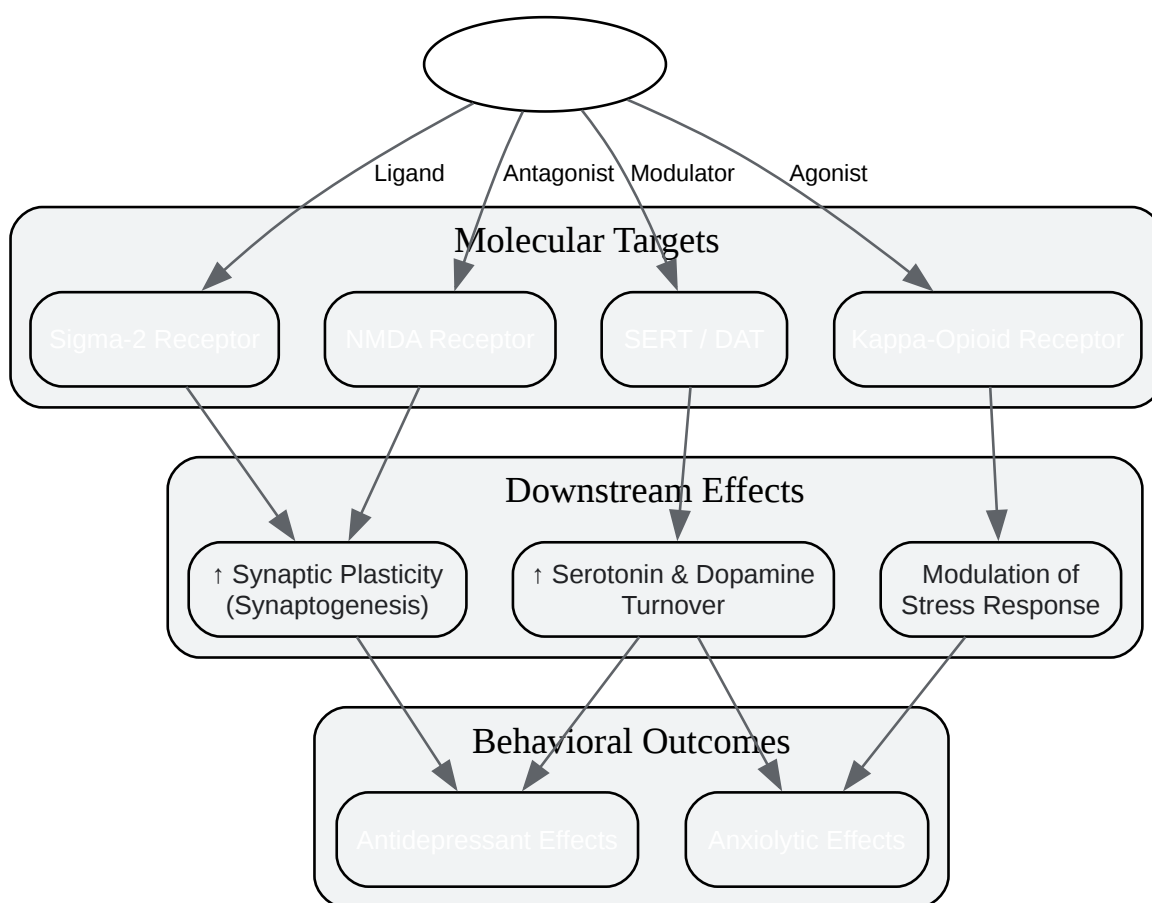 Ligand
Antagonist
Modulator
Agonist
Molecular Targets
Sigma-2 Receptor
NMDA Receptor
SERT / DAT
Kappa-Opioid Receptor
Downstream Effects
↑ Synaptic Plasticity
(Synaptogenesis)
↑ Serotonin & Dopamine
Turnover
Modulation of
Stress Response
Behavioral Outcomes
Antidepressant Effects
Anxiolytic Effects